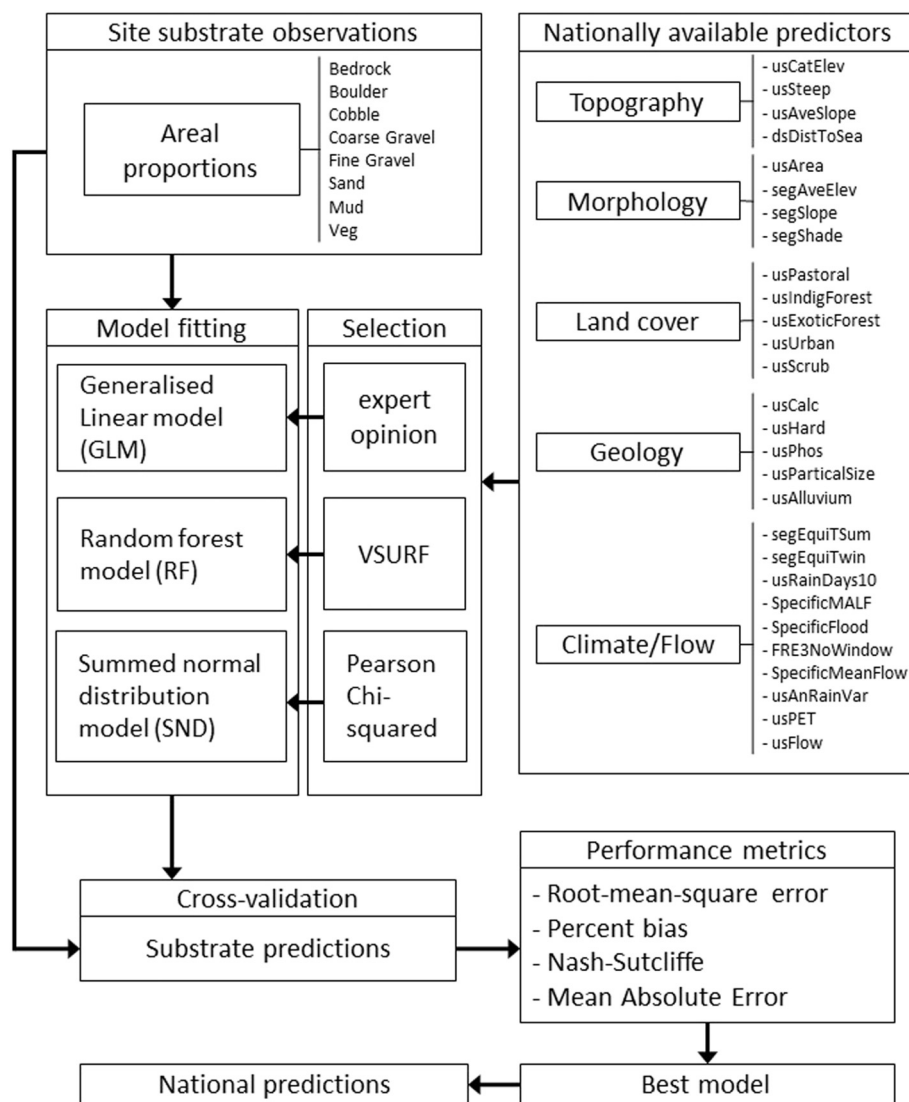 Site substrate observations
Areal
proportions
Bedrock
Boulder
Cobble
Coarse Gravel
Fine Gravel
Sand
Mud
Veg
Nationally available predictors
Topography
- usCatElev
- usSteep
- usAveSlope
- dsDistToSea
Morphology
- usArea
- segAveElev
- segSlope
- segShade
Land cover
- usPastoral
- usIndigForest
- usExoticForest
- usUrban
- usScrub
Geology
- usCalc
- usHard
- usPhos
- usParticalSize
- usAlluvium
Climate/Flow
- segEquiTSum
- segEquiTwin
- usRainDays10
- SpecificMALF
- SpecificFlood
- FRE3NoWindow
- SpecificMeanFlow
- usAnRainVar
- usPET
- usFlow
Model fitting
Generalised
Linear model
(GLM)
Random forest
model (RF)
Summed normal
distribution
model (SND)
Selection
expert
opinion
VSURF
Pearson
Chi-
squared
Cross-validation
Substrate predictions
Performance metrics
- Root-mean-square error
- Percent bias
- Nash-Sutcliffe
- Mean Absolute Error
National predictions
Best model